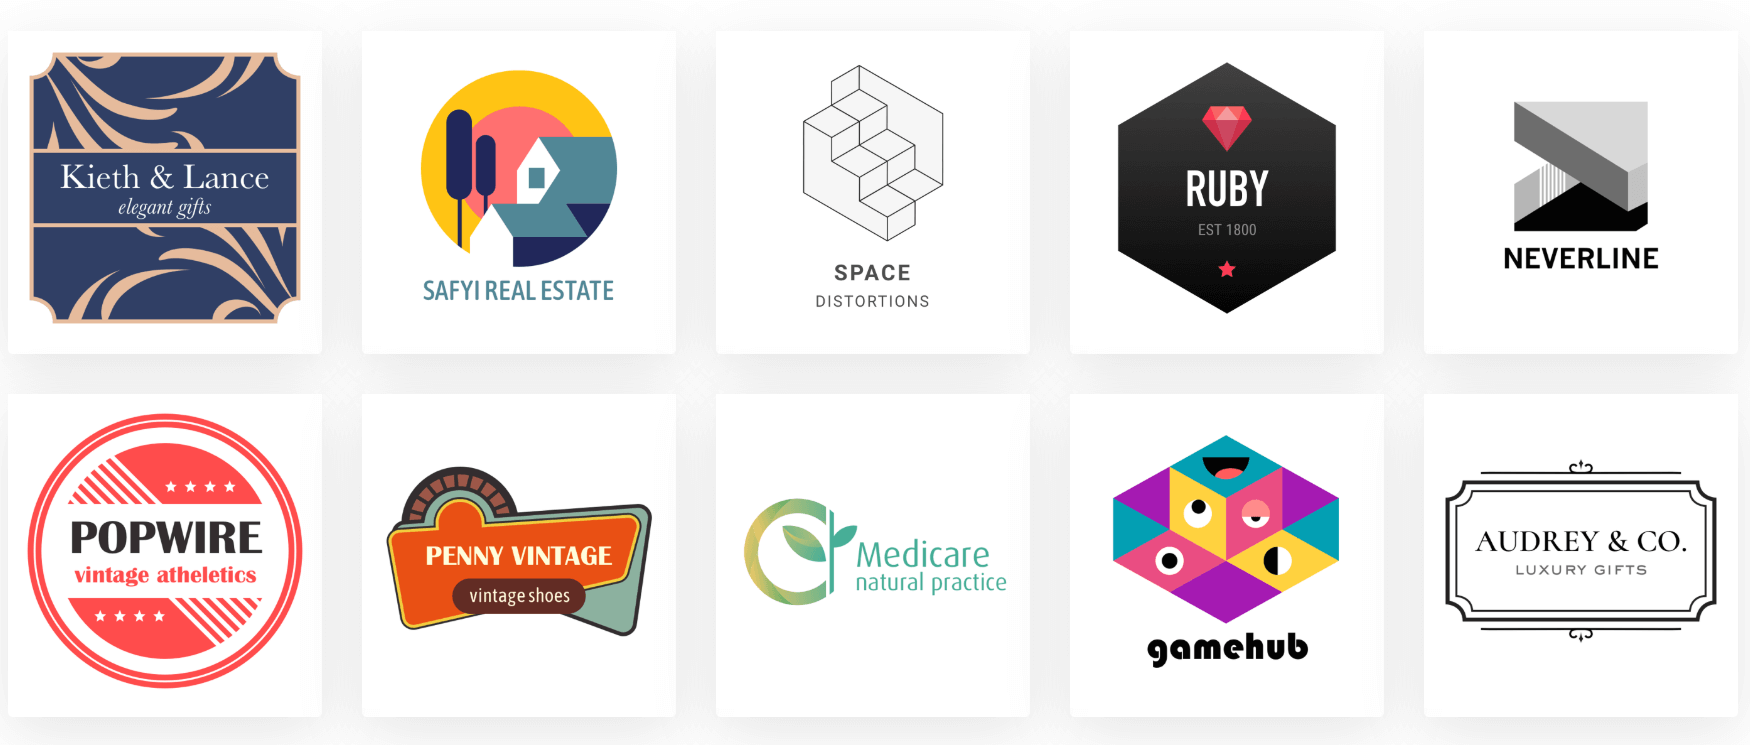 Kieth & Lance
elegant gifts
SAFYI REAL ESTATE
SPACE
DISTORTIONS
RUBY
EST 1800
NEVERLINE
POPWIRE
vintage atheletics
PENNY VINTAGE
vintage shoes
Medicare
natural practice
gamehub
AUDREY & CO.
LUXURY GIFTS